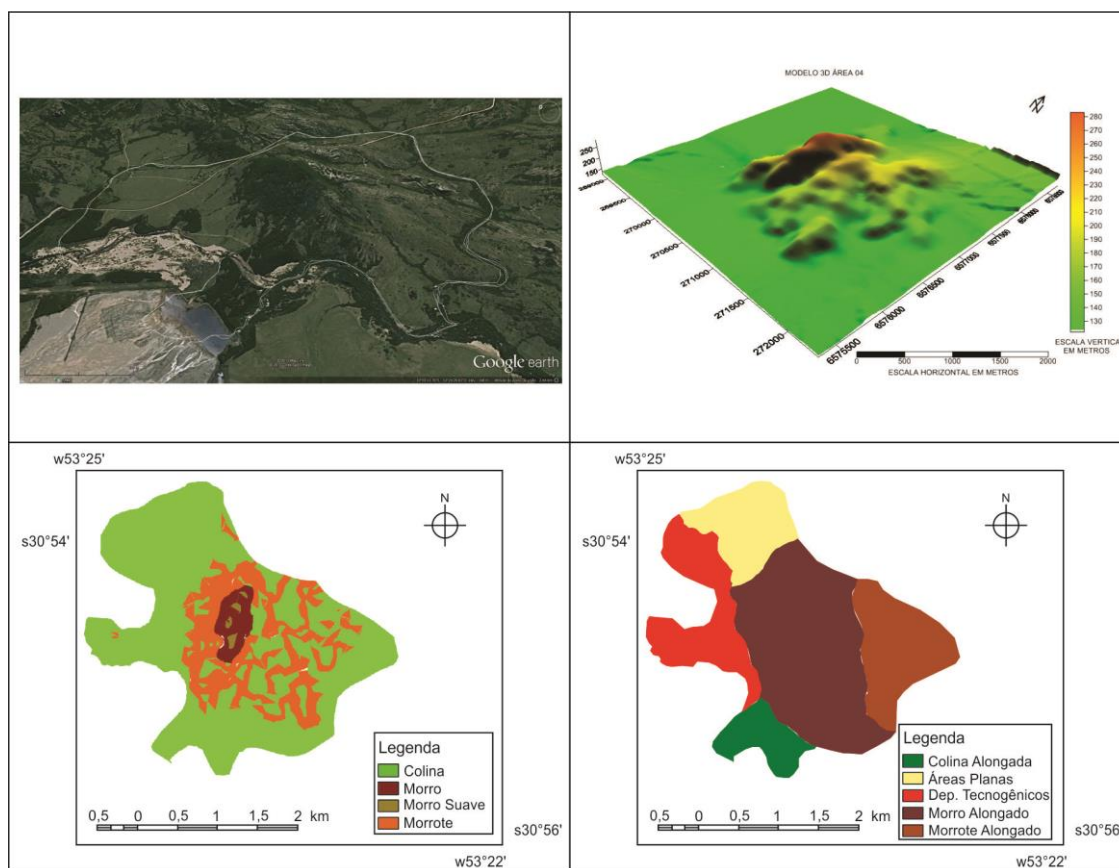 Google earth
MODELO 3D ÁREA 04
N
250
200
150
270000
270500
271000
271500
272000
6575500
6576000
6576500
6577000
280
270
260
250
240
230
220
210
200
190
180
170
160
150
140
130
ESCALA VERTICA
EM METROS
0 500 1000 1500 2000
ESCALA HORIZONTAL EM METROS
w53°25'
s30°54'
N
Legenda
Colina
Morro
Morro Suave
Morrote
0,5 0 0,5 1 1,5 2 km
s30°56'
w53°22'
w53°25'
s30°54'
N
Legenda
Colina Alongada
Áreas Planas
Dep. Tecnogênicos
Morro Alongado
Morrote Alongado
0,5 0 0,5 1 1,5 2 km
s30°56'
w53°22'